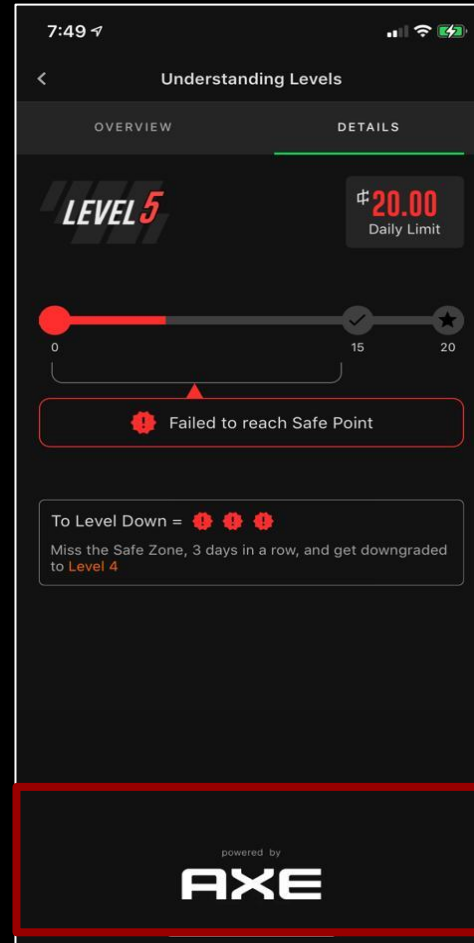 7:49
Understanding Levels
OVERVIEW DETAILS
LEVEL 5
₵20.00
Daily Limit
0 15 20
Failed to reach Safe Point
To Level Down =
Miss the Safe Zone, 3 days in a row, and get downgraded
to Level 4
powered by
AXE